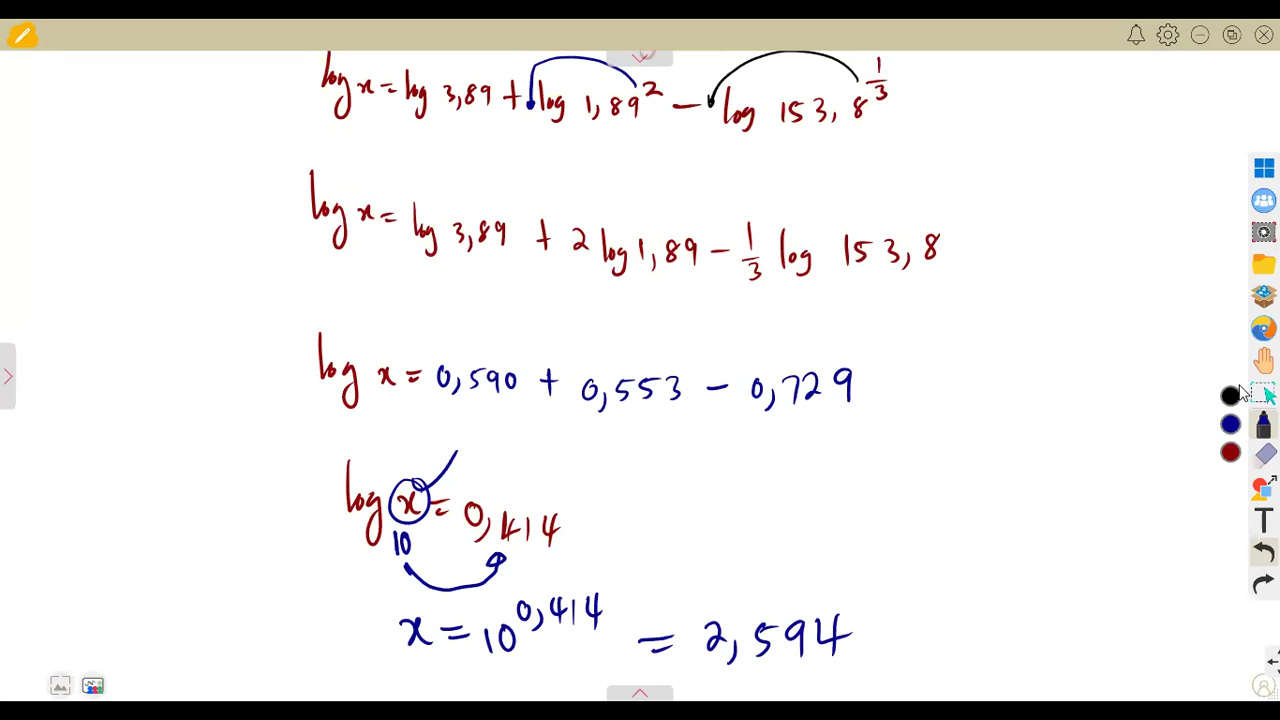 log x = log 3,89 + log 1,89² − log 153,8^(1/3)
log x = log 3,89 + 2 log 1,89 − 1/3 log 153,8
log x = 0,590 + 0,553 − 0,729
log x = 0,414
10
x = 10^0,414 = 2,594
T